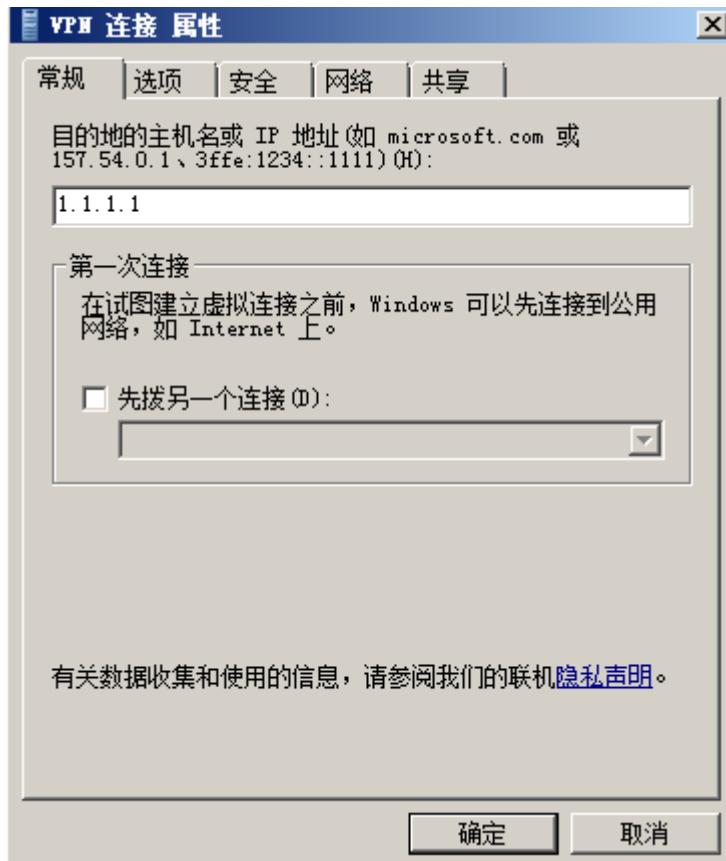 VPN 连接 属性
常规
选项
安全
网络
共享
目的地的主机名或 IP 地址(如 microsoft.com 或
157.54.0.1、3ffe:1234::1111)(H):
1.1.1.1
第一次连接
在试图建立虚拟连接之前，Windows 可以先连接到公用
网络，如 Internet 上。
先拨另一个连接(D):
有关数据收集和使用的信息，请参阅我们的联机隐私声明。
确定
取消